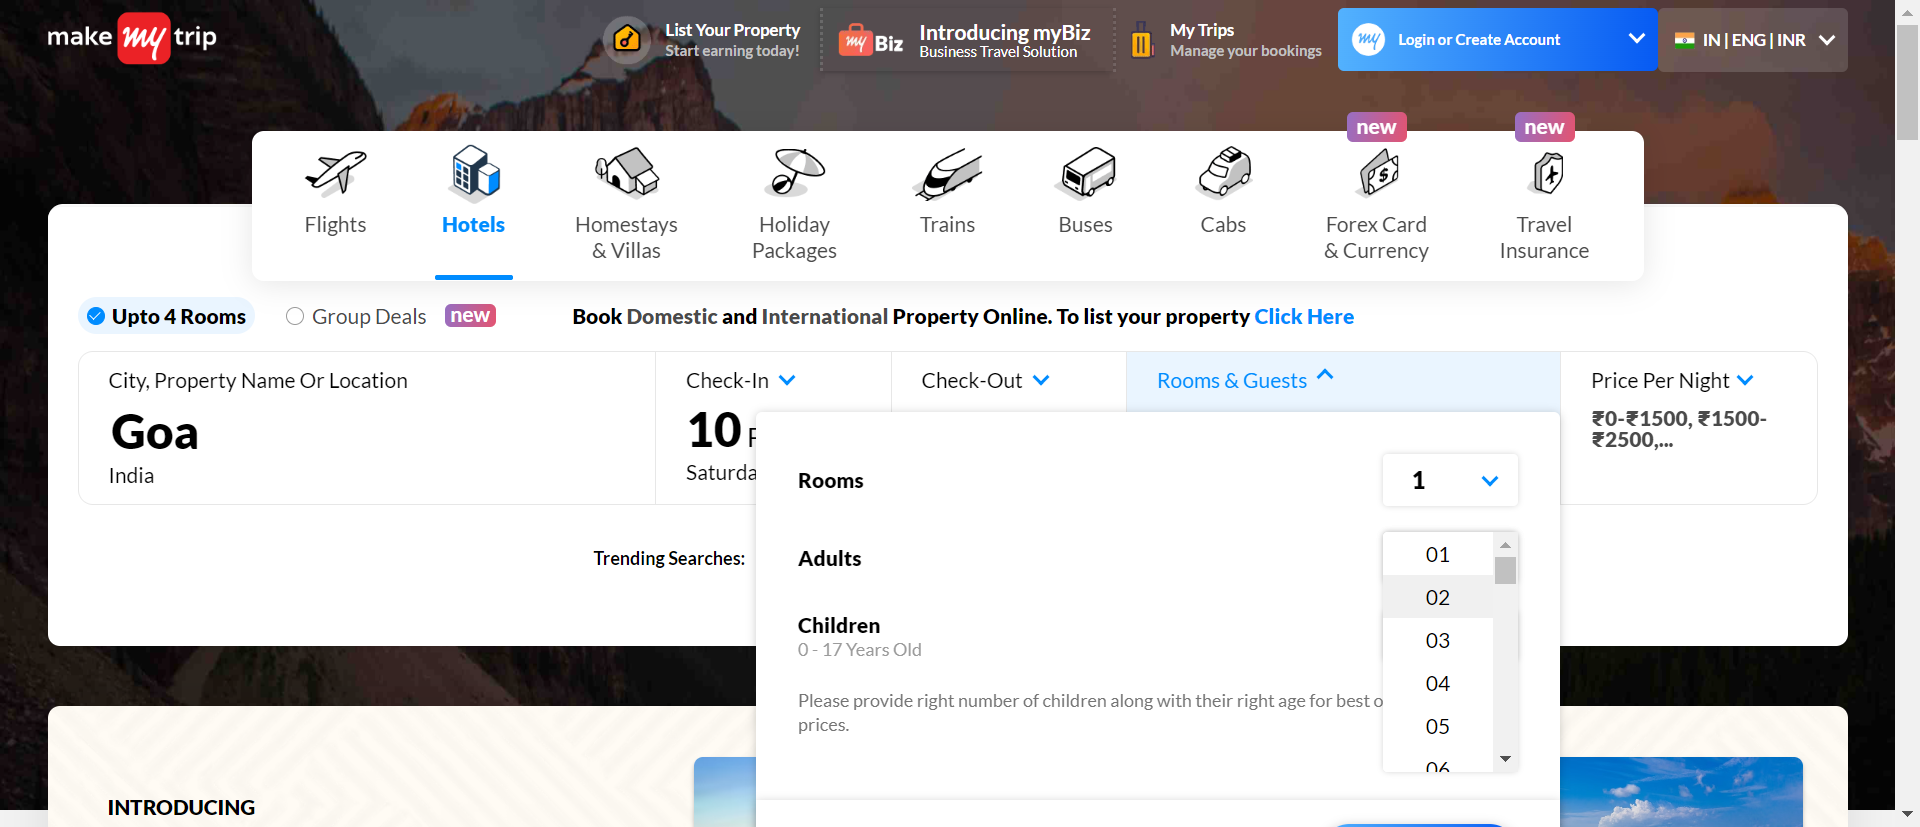 make my trip
List Your Property
Start earning today!
my Biz
Introducing myBiz
Business Travel Solution
My Trips
Manage your bookings
my
Login or Create Account
IN | ENG | INR
new
new
Flights
Hotels
Homestays
& Villas
Holiday
Packages
Trains
Buses
Cabs
Forex Card
& Currency
Travel
Insurance
Upto 4 Rooms
Group Deals
new
Book Domestic and International Property Online. To list your property Click Here
City, Property Name Or Location
Goa
India
Check-In
10
Saturda
Check-Out
Rooms & Guests
Price Per Night
₹0-₹1500, ₹1500-
₹2500,...
Rooms
1
Adults
01
02
03
04
05
06
Children
0 - 17 Years Old
Please provide right number of children along with their right age for best o
prices.
Trending Searches:
INTRODUCING